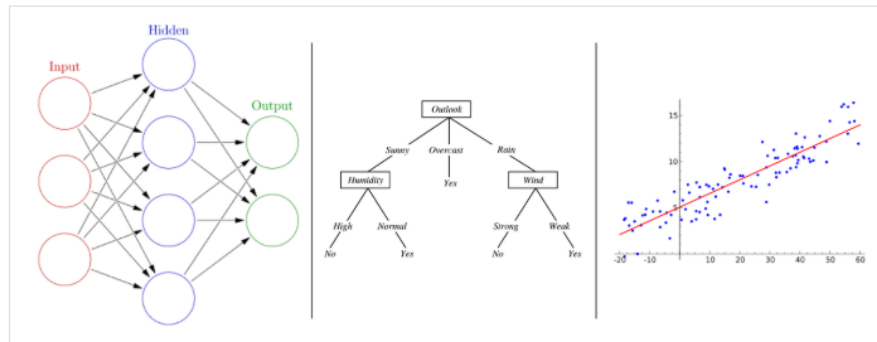 Hidden
Input
Output
Outlook
Sunny Overcast Rain
Humidity Yes Wind
High Normal Strong Weak
No Yes No Yes
15
10
5
-20 -10 0 10 20 30 40 50 60